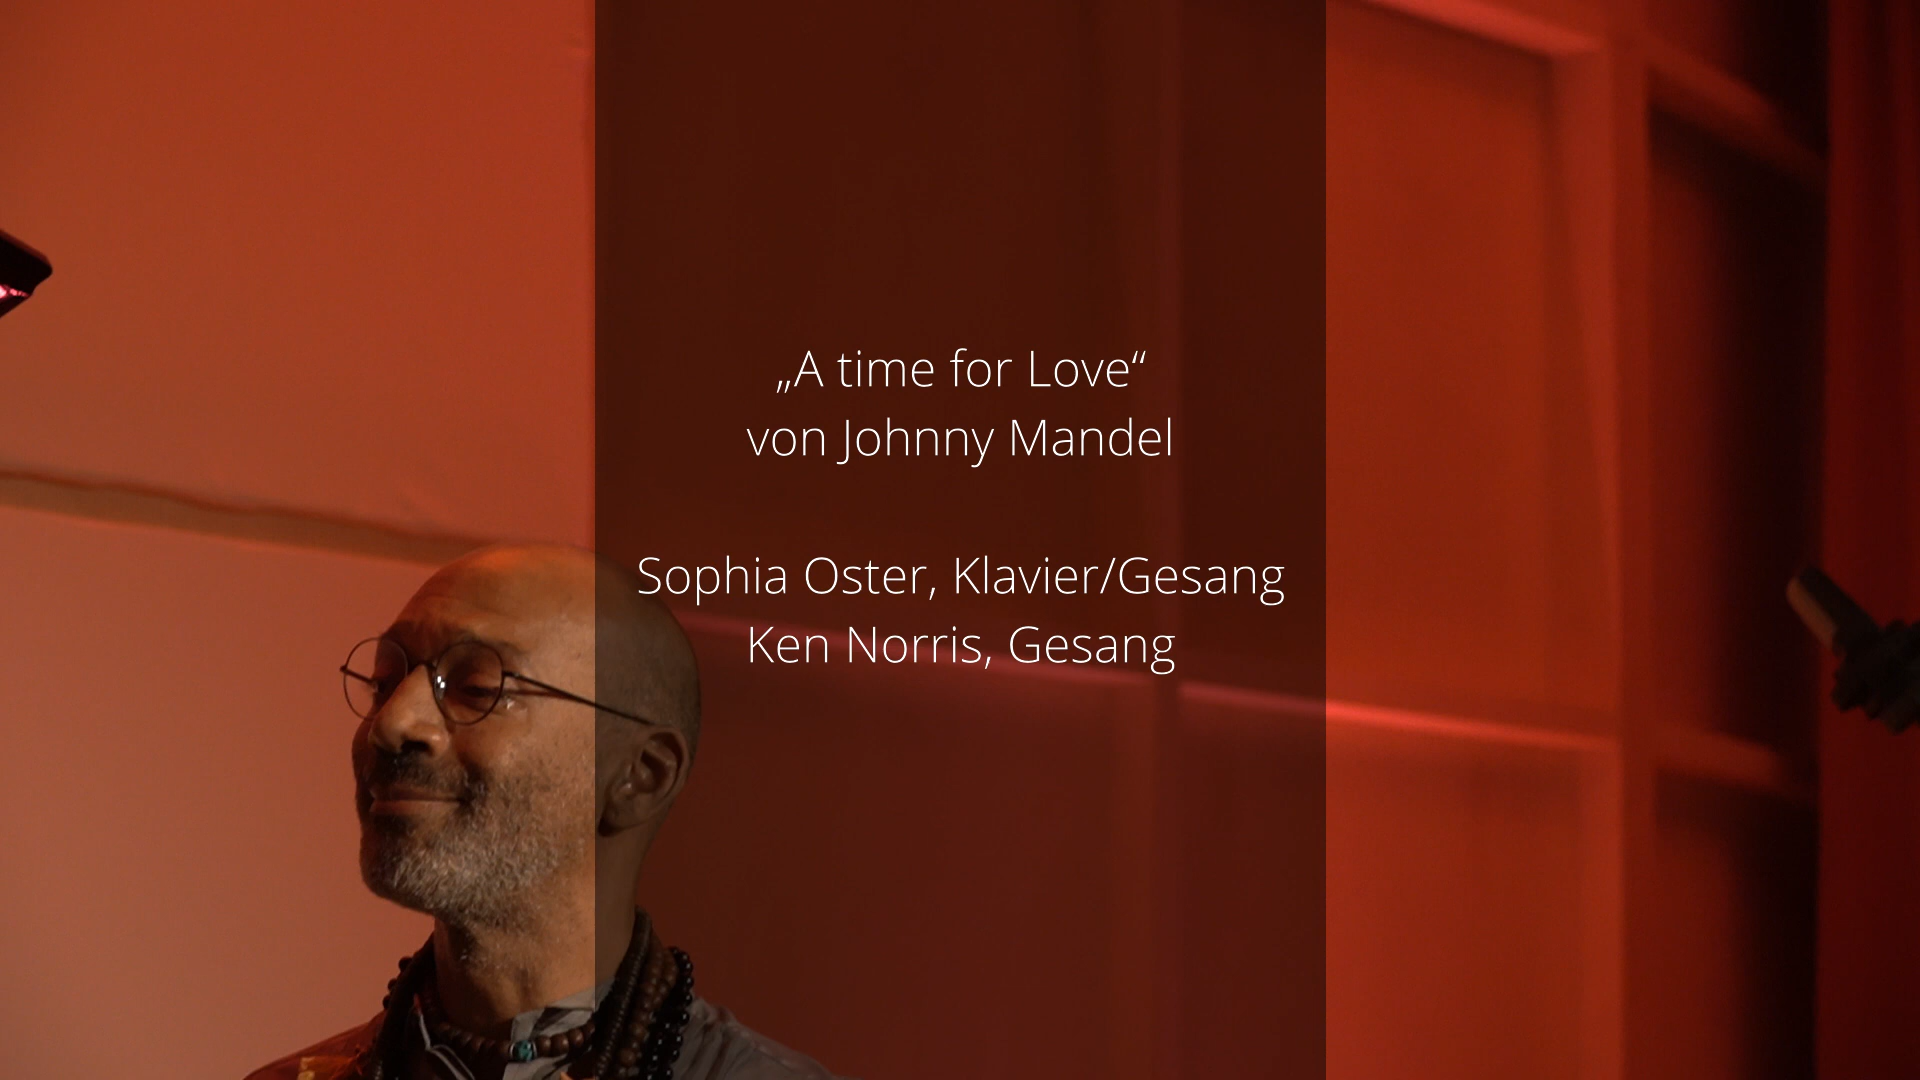 „A time for Love“
von Johnny Mandel
Sophia Oster, Klavier/Gesang
Ken Norris, Gesang